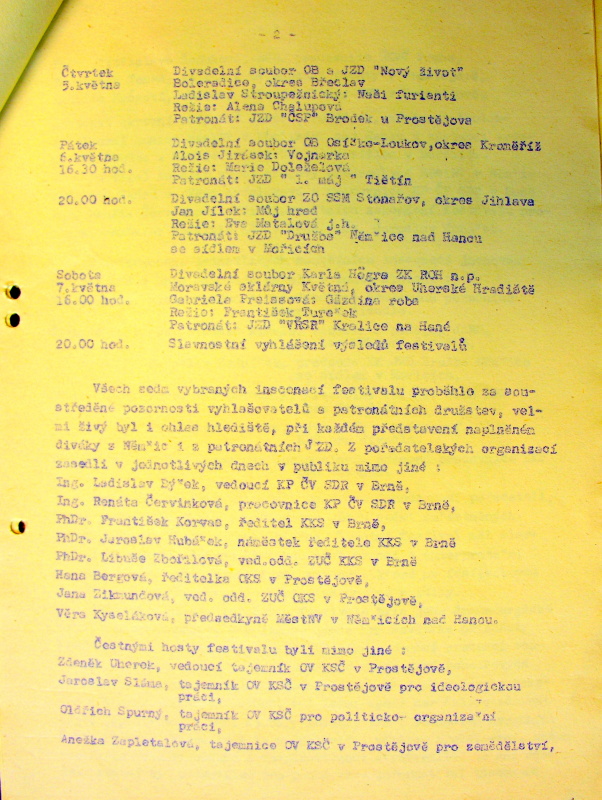 - 2 -
Čtvrtek Divadelní soubor OB a JZD "Nový život"
5.května Boleradice, okres Břeclav
Ladislav Stroupežnický: Naši furianti
Režie: Alena Chalupová
Patronát: JZD "ČSP" Brodek u Prostějova
Pátek Divadelní soubor OB Osíčko-Loukov,okres Kroměříž
6.května Alois Jirásek: Vojnarka
16.30 hod. Režie: Marie Doleželová
Patronát: JZD " 1. máj " Tištín
20.00 hod. Divadelní soubor ZO SSM Stonařov, okres Jihlava
Jan Jílek: Můj hrad
Režie: Eva Matalová j.h.
Patronát: JZD "Družba" Němčice nad Hanou
se sídlem v Mořicích
Sobota Divadelní soubor Karla Högra ZK ROH n.p.
7.května Moravské sklárny Květná, okres Uherské Hradiště
16.00 hod. Gabriela Preissová: Gazdina roba
Režie: František Tureček
Patronát: JZD "VŘSR" Kralice na Hané
20.00 hod. Slavnostní vyhlášení výsledů festivalů
Všech sedm vybraných inscenací festivalu proběhlo za sou-
středěné pozornosti vyhlašovatelů a patronátních družstev, vel-
mi živý byl i ohlas hlediště, při každém představení naplněném
diváky z Němčic i z patronátních JZD. Z pořadatelských organizací
zasedli v jednotlivých dnech v publiku mimo jiné :
Ing. Ladislav Dýček, vedoucí KP ČV SDR v Brně,
Ing. Renáta Červinková, pracovnice KP ČV SDR v Brně,
PhDr. František Korvas, ředitel KKS v Brně,
PhDr. Jaroslav Hubáček, náměstek ředitele KKS v Brně
PhDr. Libuše Zbořilová, ved.odd. ZUČ KKS v Brně
Hana Bergová, ředitelka OKS v Prostějově,
Jana Zikmundová, ved. odd. ZUČ OKS v Prostějově,
Věra Kyseláková, předsedkyně MěstNV v Němčicích nad Hanou.
Čestnými hosty festivalu byli mimo jiné :
Zdeněk Uherek, vedoucí tajemník OV KSČ v Prostějově,
Jaroslav Sláma, tajemník OV KSČ v Prostějově pro ideologickou
práci,
Oldřich Spurný, tajemník OV KSČ pro politicko- organizační
práci,
Anežka Zapletalová, tajemnice OV KSČ v Prostějově pro zemědělství,